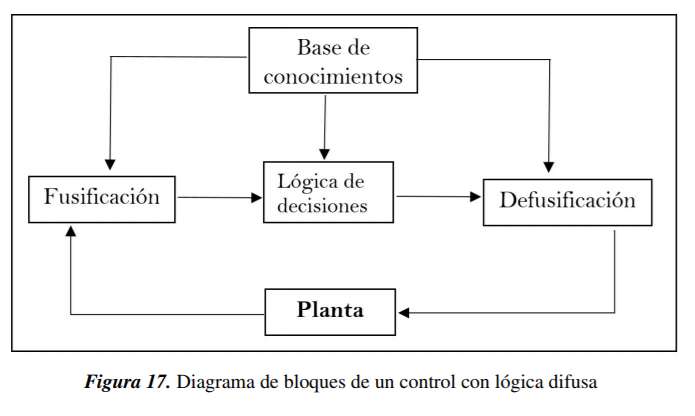 Base de
conocimientos
Fusificación
Lógica de
decisiones
Defusificación
Planta
Figura 17. Diagrama de bloques de un control con lógica difusa